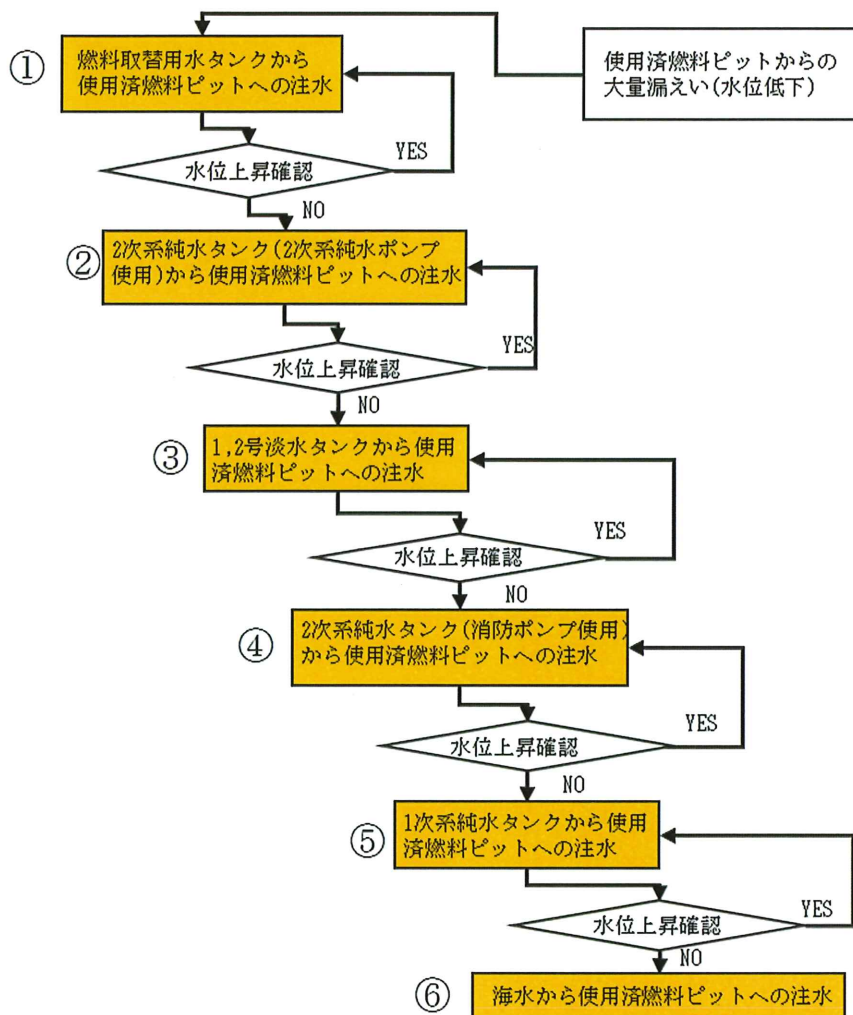 使用済燃料ピットからの
大量漏えい(水位低下)
①
燃料取替用水タンクから
使用済燃料ピットへの注水
YES
水位上昇確認
NO
②
2次系純水タンク(2次系純水ポンプ
使用)から使用済燃料ピットへの注水
YES
水位上昇確認
NO
③
1,2号淡水タンクから使用
済燃料ピットへの注水
YES
水位上昇確認
NO
④
2次系純水タンク(消防ポンプ使用)
から使用済燃料ピットへの注水
YES
水位上昇確認
NO
⑤
1次系純水タンクから使用
済燃料ピットへの注水
YES
水位上昇確認
NO
⑥
海水から使用済燃料ピットへの注水